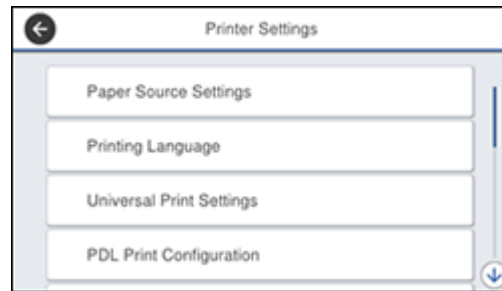 Printer Settings
Paper Source Settings
Printing Language
Universal Print Settings
PDL Print Configuration